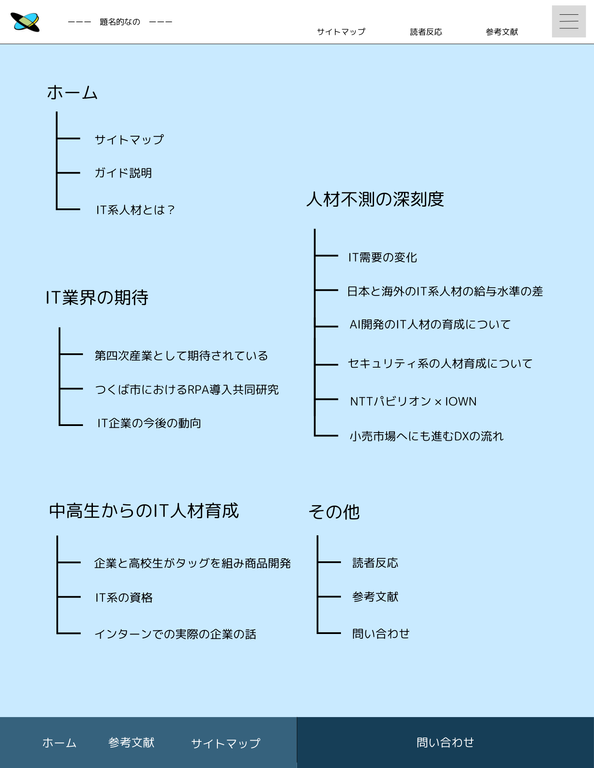 ーーー 題名的なの ーーー
サイトマップ 読者反応 参考文献
ホーム
サイトマップ
ガイド説明
IT系人材とは？
IT業界の期待
第四次産業として期待されている
つくば市におけるRPA導入共同研究
IT企業の今後の動向
人材不測の深刻度
IT需要の変化
日本と海外のIT系人材の給与水準の差
AI開発のIT人材の育成について
セキュリティ系の人材育成について
NTTパビリオン × IOWN
小売市場へにも進むDXの流れ
中高生からのIT人材育成
企業と高校生がタッグを組み商品開発
IT系の資格
インターンでの実際の企業の話
その他
読者反応
参考文献
問い合わせ
ホーム 参考文献 サイトマップ 問い合わせ